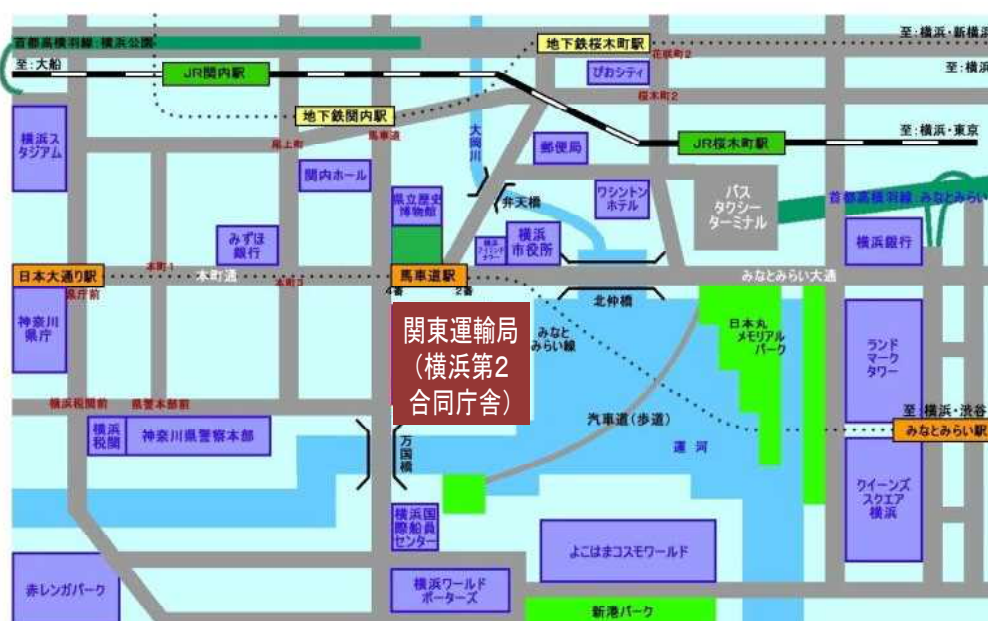 首都高横羽線:横浜公園
至:大船
JR関内駅
地下鉄桜木町駅
花咲町2
至:横浜・新横浜
至:横浜
ぴおシティ
桜木町2
地下鉄関内駅
尾上町
馬車道
大岡川
至:横浜・東京
JR桜木町駅
横浜ス
タジアム
関内ホール
郵便局
県立歴史
博物館
弁天橋
ワシントン
ホテル
バス
タクシー
ターミナル
首都高横羽線:みなとみらい
みずほ
銀行
横浜
市役所
横浜銀行
日本大通り駅
本町1
本町通
本町3
馬車道駅
みなとみらい大通
県庁前
4番
2番
北仲橋
神奈川
県庁
関東運輸局
(横浜第2
合同庁舎)
みなと
みらい線
日本丸
メモリアル
パーク
ランド
マーク
タワー
横浜税関前
県警本部前
汽車道(歩道)
至:横浜・渋谷
みなとみらい駅
横浜
税関
神奈川県警察本部
万国橋
運河
クイーンズ
スクエア
横浜
横浜国
際船員
センター
よこはまコスモワールド
赤レンガパーク
横浜ワールド
ポーターズ
新港パーク